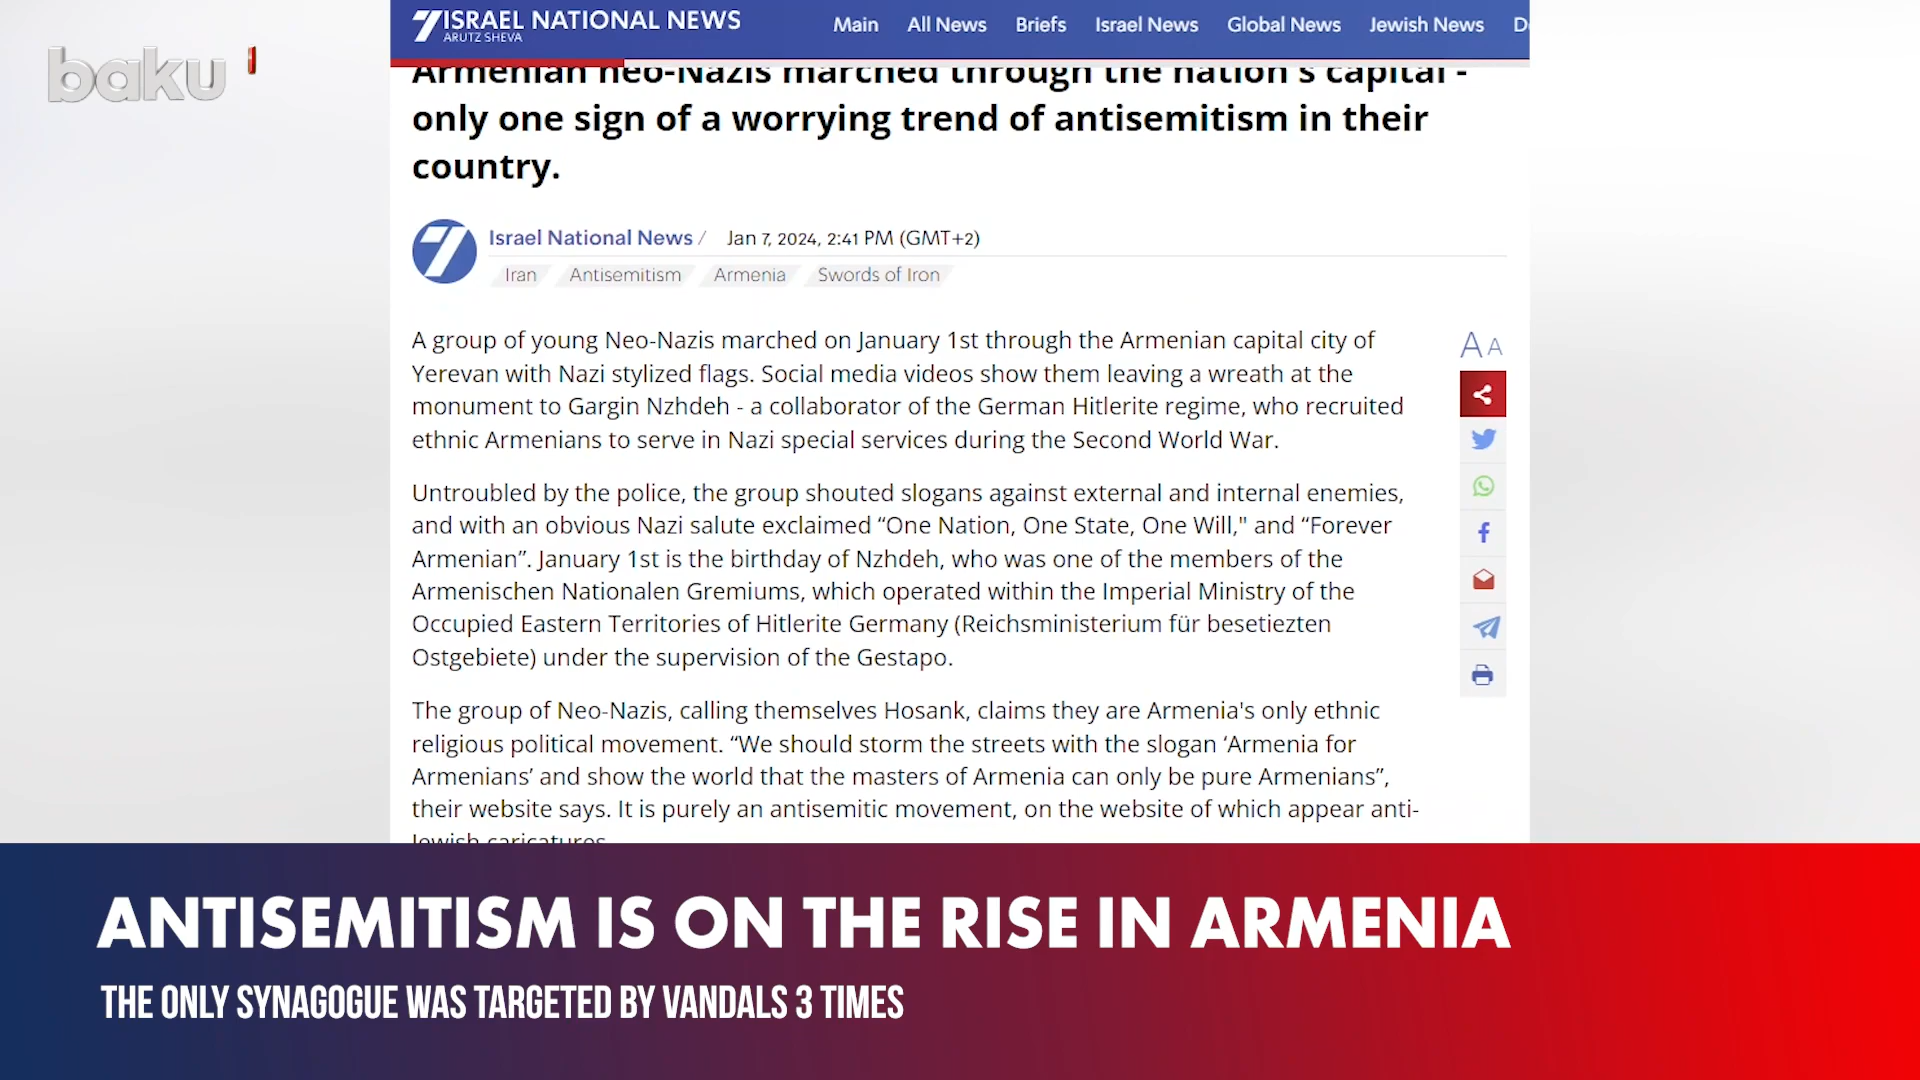 baku
ISRAEL NATIONAL NEWS
ARUTZ SHEVA
Main All News Briefs Israel News Global News Jewish News
Armenian neo-Nazis marched through the nation's capital -
only one sign of a worrying trend of antisemitism in their
country.
Israel National News / Jan 7, 2024, 2:41 PM (GMT+2)
Iran Antisemitism Armenia Swords of Iron
A group of young Neo-Nazis marched on January 1st through the Armenian capital city of
Yerevan with Nazi stylized flags. Social media videos show them leaving a wreath at the
monument to Gargin Nzhdeh - a collaborator of the German Hitlerite regime, who recruited
ethnic Armenians to serve in Nazi special services during the Second World War.
Untroubled by the police, the group shouted slogans against external and internal enemies,
and with an obvious Nazi salute exclaimed “One Nation, One State, One Will," and “Forever
Armenian”. January 1st is the birthday of Nzhdeh, who was one of the members of the
Armenischen Nationalen Gremiums, which operated within the Imperial Ministry of the
Occupied Eastern Territories of Hitlerite Germany (Reichsministerium für besetiezten
Ostgebiete) under the supervision of the Gestapo.
The group of Neo-Nazis, calling themselves Hosank, claims they are Armenia's only ethnic
religious political movement. “We should storm the streets with the slogan ‘Armenia for
Armenians’ and show the world that the masters of Armenia can only be pure Armenians”,
their website says. It is purely an antisemitic movement, on the website of which appear anti-
Jewish caricatures.
A A
ANTISEMITISM IS ON THE RISE IN ARMENIA
THE ONLY SYNAGOGUE WAS TARGETED BY VANDALS 3 TIMES